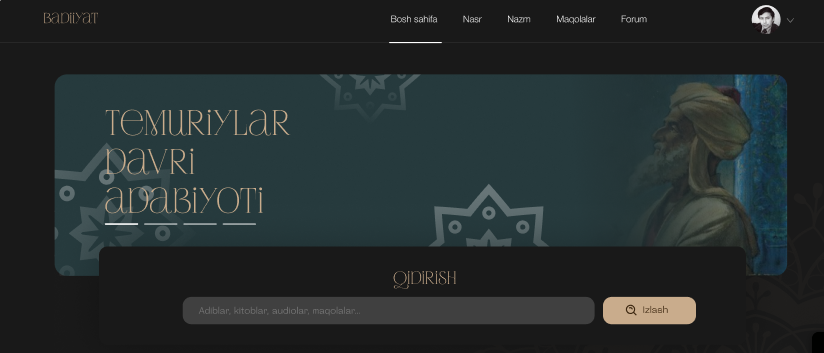 BADIIYAT
Bosh sahifa Nasr Nazm Maqolalar Forum
TEMURIYLAR
DAVRI
ADABIYOTI
QIDIRISH
Adiblar, kitoblar, audiolar, maqolalar...
Izlash